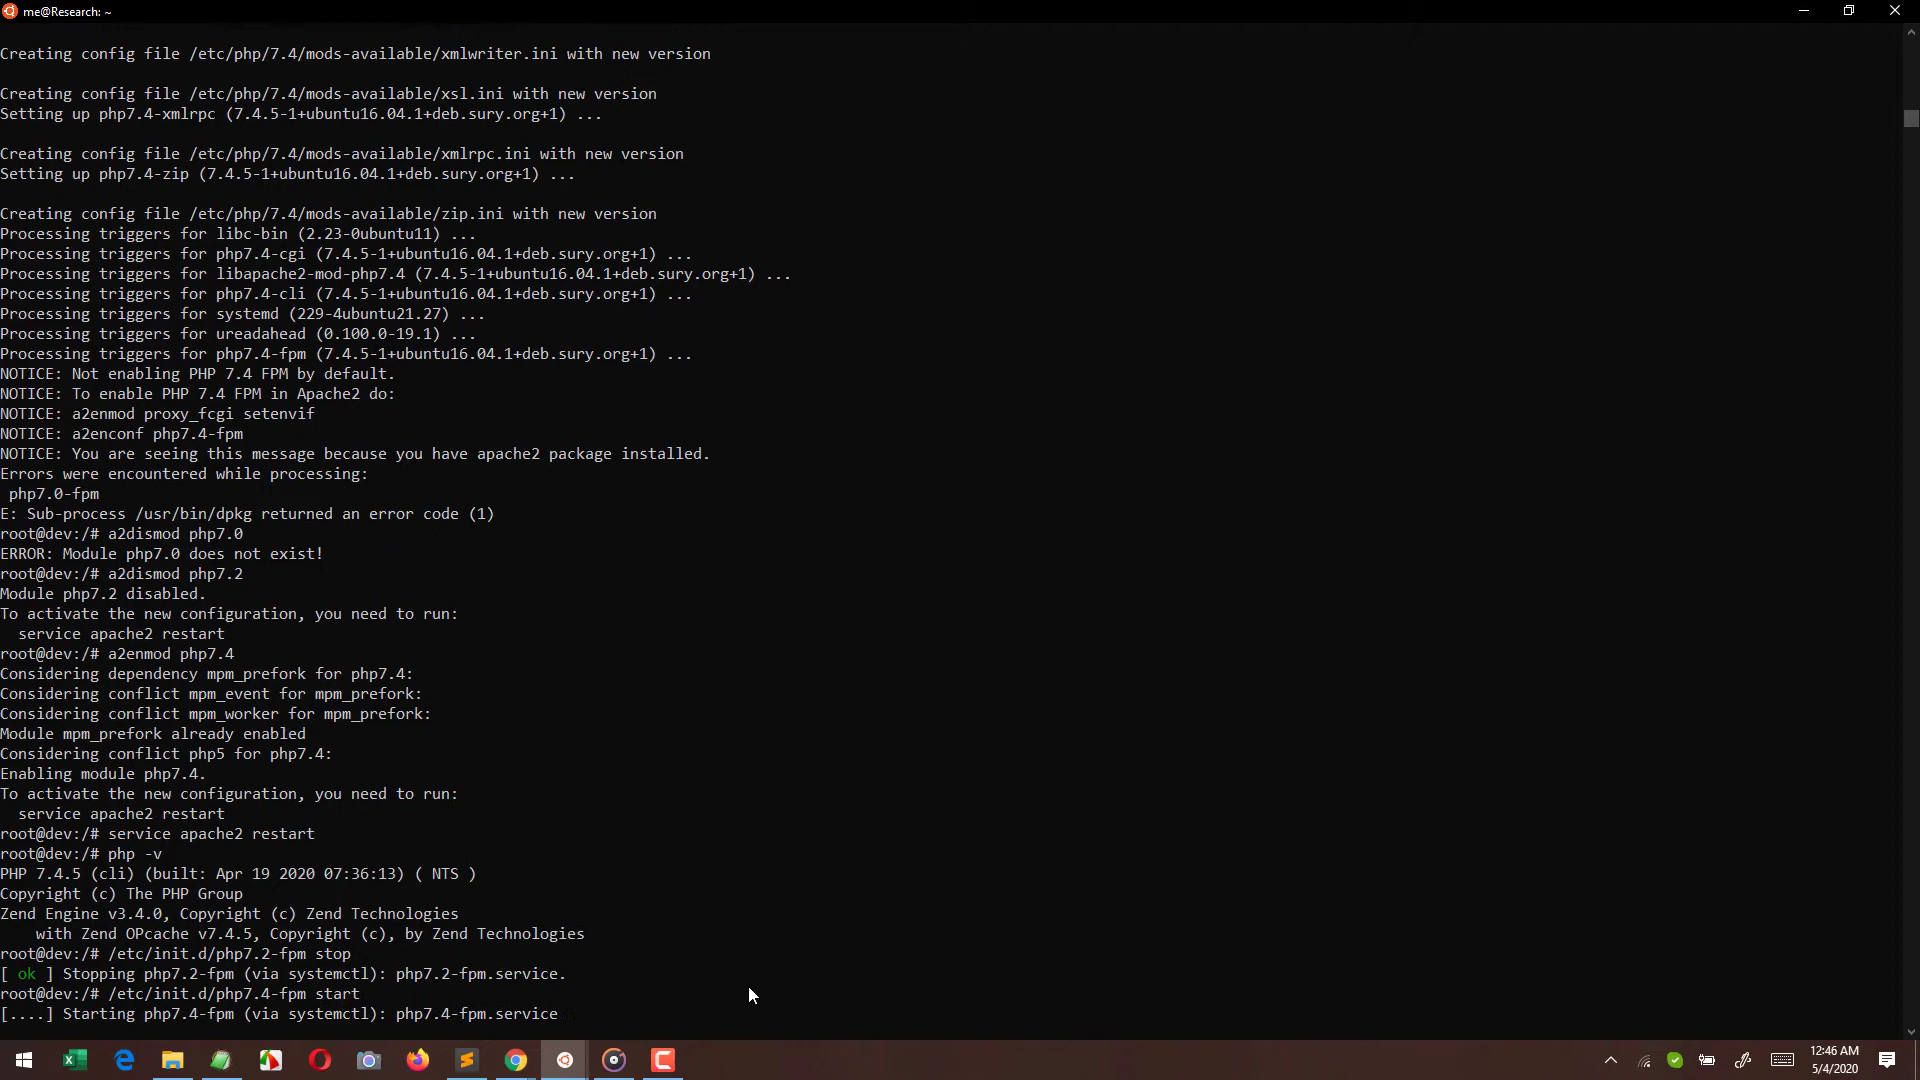 me@Research: ~
Creating config file /etc/php/7.4/mods-available/xmlwriter.ini with new version
Creating config file /etc/php/7.4/mods-available/xsl.ini with new version
Setting up php7.4-xmlrpc (7.4.5-1+ubuntu16.04.1+deb.sury.org+1) ...
Creating config file /etc/php/7.4/mods-available/xmlrpc.ini with new version
Setting up php7.4-zip (7.4.5-1+ubuntu16.04.1+deb.sury.org+1) ...
Creating config file /etc/php/7.4/mods-available/zip.ini with new version
Processing triggers for libc-bin (2.23-0ubuntu11) ...
Processing triggers for php7.4-cgi (7.4.5-1+ubuntu16.04.1+deb.sury.org+1) ...
Processing triggers for libapache2-mod-php7.4 (7.4.5-1+ubuntu16.04.1+deb.sury.org+1) ...
Processing triggers for php7.4-cli (7.4.5-1+ubuntu16.04.1+deb.sury.org+1) ...
Processing triggers for systemd (229-4ubuntu21.27) ...
Processing triggers for ureadahead (0.100.0-19.1) ...
Processing triggers for php7.4-fpm (7.4.5-1+ubuntu16.04.1+deb.sury.org+1) ...
NOTICE: Not enabling PHP 7.4 FPM by default.
NOTICE: To enable PHP 7.4 FPM in Apache2 do:
NOTICE: a2enmod proxy_fcgi setenvif
NOTICE: a2enconf php7.4-fpm
NOTICE: You are seeing this message because you have apache2 package installed.
Errors were encountered while processing:
 php7.0-fpm
E: Sub-process /usr/bin/dpkg returned an error code (1)
root@dev:/# a2dismod php7.0
ERROR: Module php7.0 does not exist!
root@dev:/# a2dismod php7.2
Module php7.2 disabled.
To activate the new configuration, you need to run:
  service apache2 restart
root@dev:/# a2enmod php7.4
Considering dependency mpm_prefork for php7.4:
Considering conflict mpm_event for mpm_prefork:
Considering conflict mpm_worker for mpm_prefork:
Module mpm_prefork already enabled
Considering conflict php5 for php7.4:
Enabling module php7.4.
To activate the new configuration, you need to run:
  service apache2 restart
root@dev:/# service apache2 restart
root@dev:/# php -v
PHP 7.4.5 (cli) (built: Apr 19 2020 07:36:13) ( NTS )
Copyright (c) The PHP Group
Zend Engine v3.4.0, Copyright (c) Zend Technologies
    with Zend OPcache v7.4.5, Copyright (c), by Zend Technologies
root@dev:/# /etc/init.d/php7.2-fpm stop
[ ok ] Stopping php7.2-fpm (via systemctl): php7.2-fpm.service.
root@dev:/# /etc/init.d/php7.4-fpm start
[....] Starting php7.4-fpm (via systemctl): php7.4-fpm.service
12:46 AM
5/4/2020